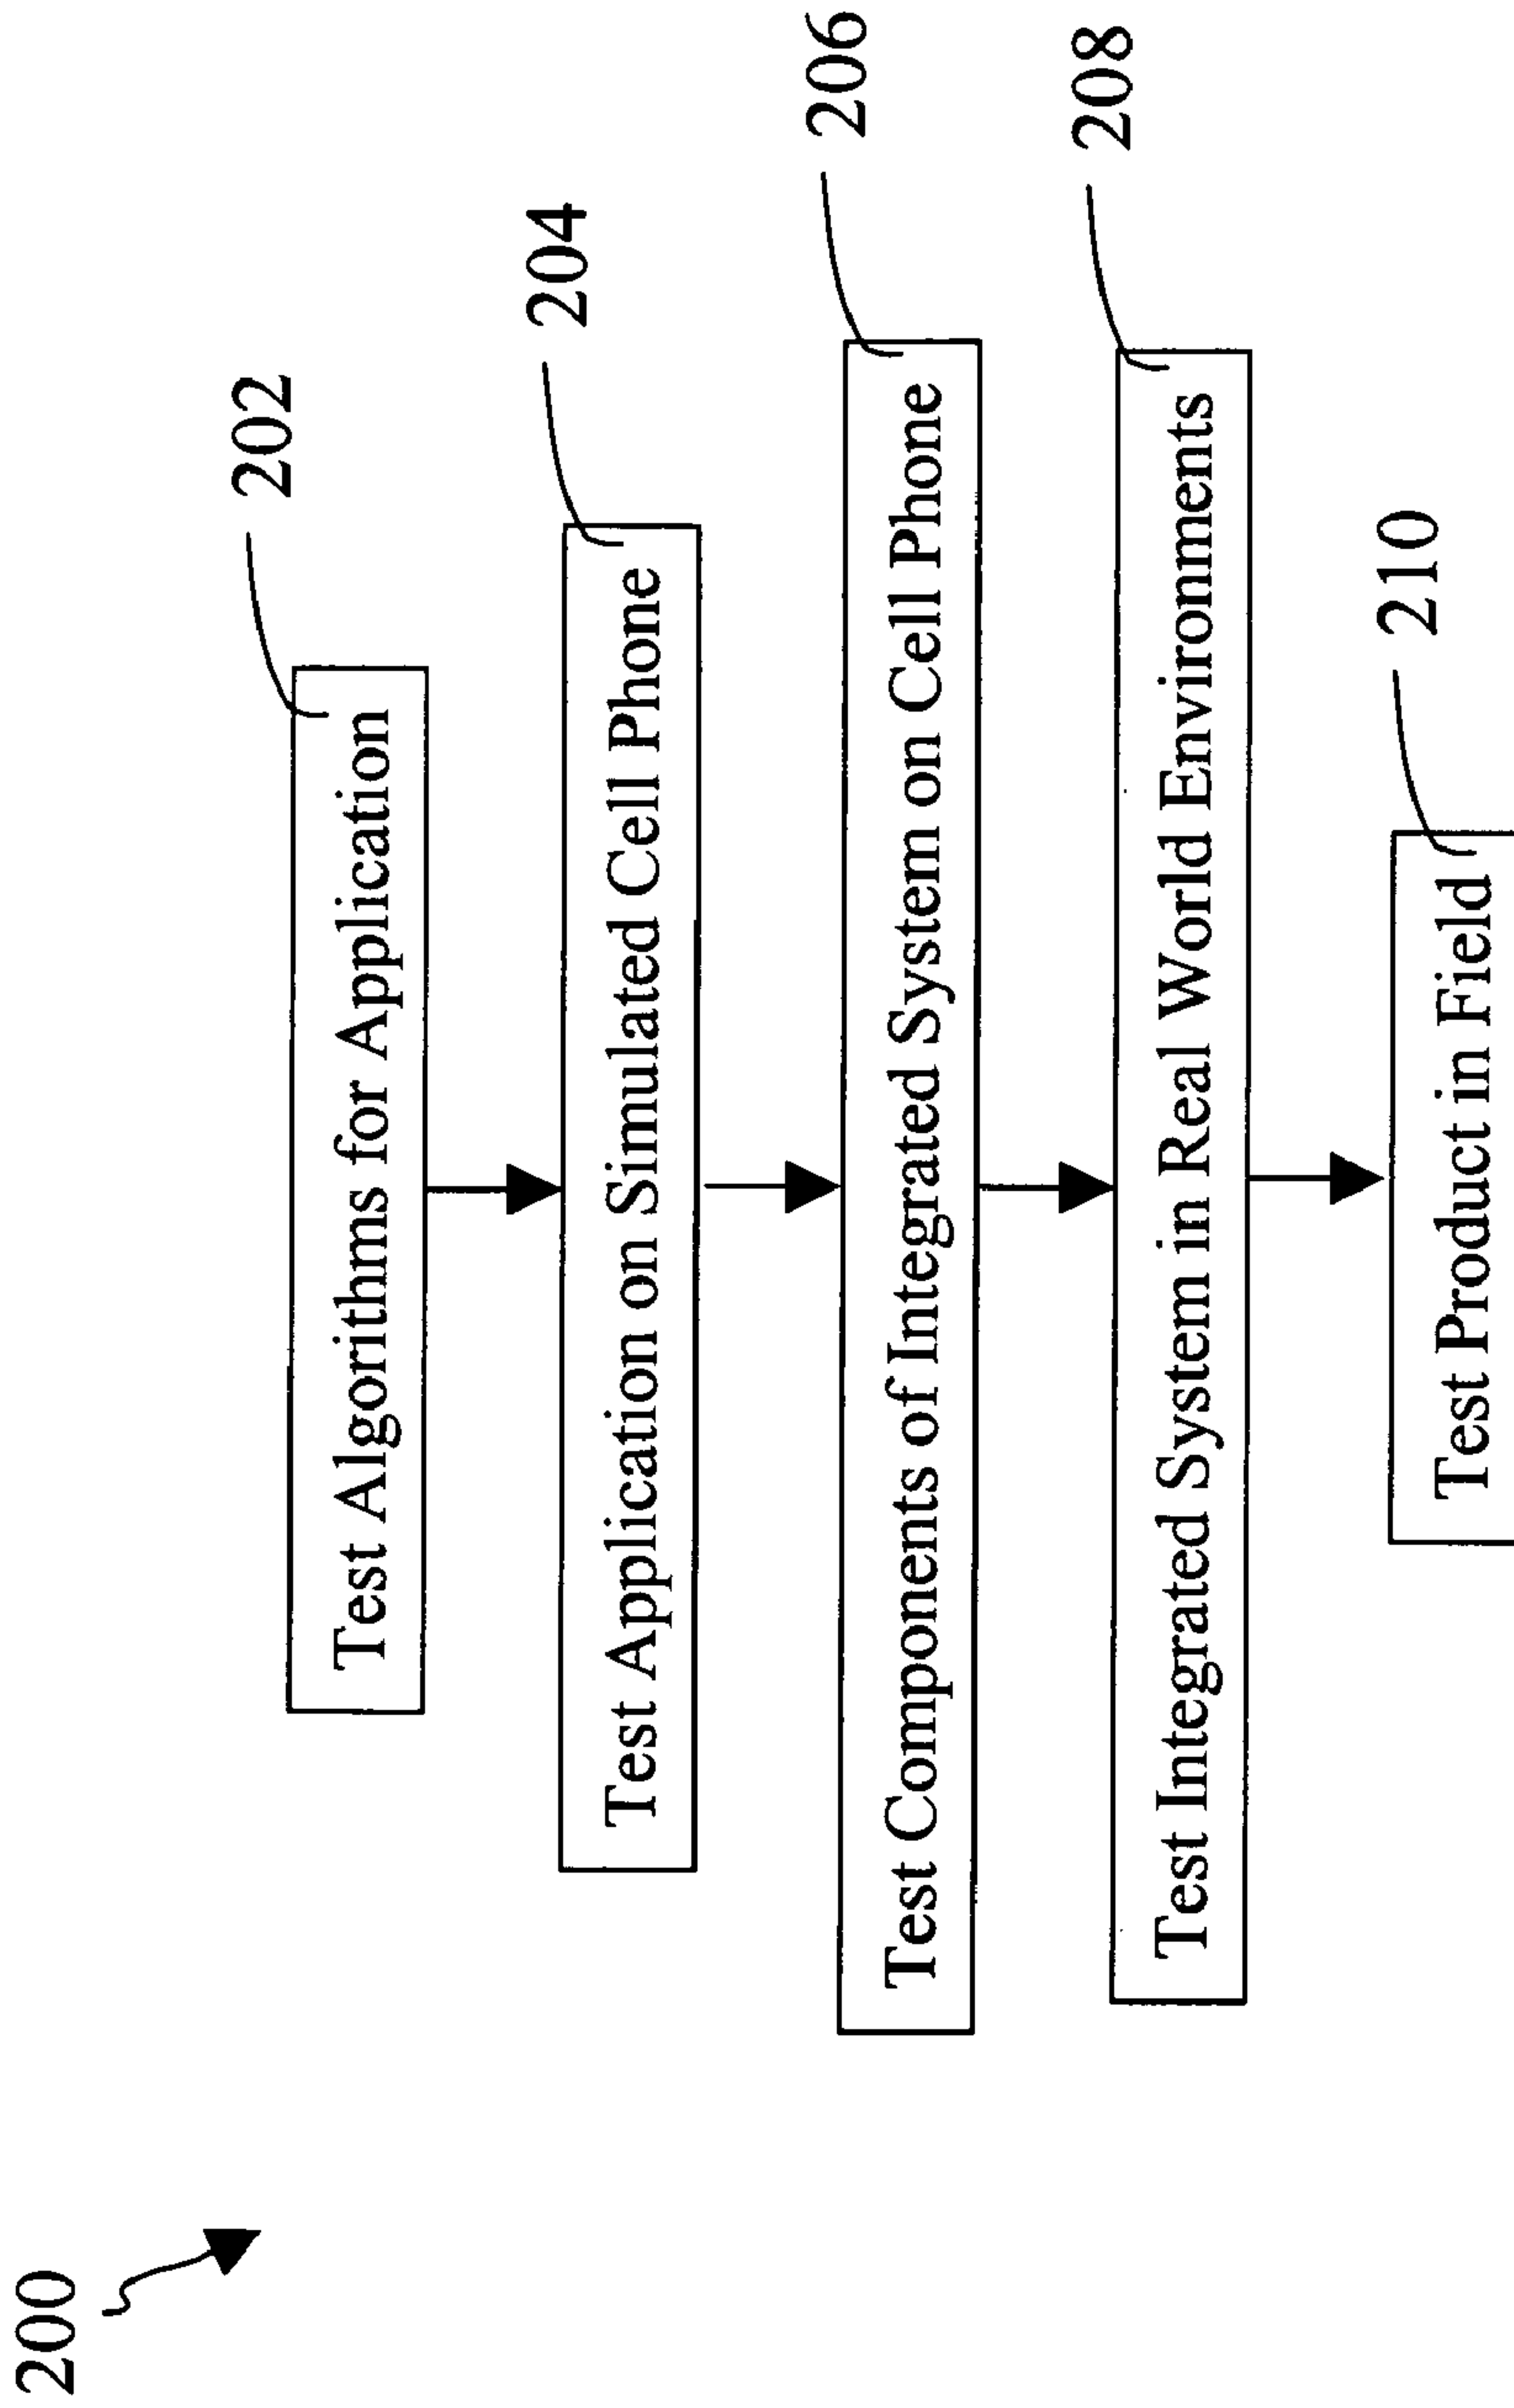 200
202
Test Algorithms for Application
204
Test Application on Simulated Cell Phone
206
Test Components of Integrated System on Cell Phone
208
Test Integrated System in Real World Environments
210
Test Product in Field